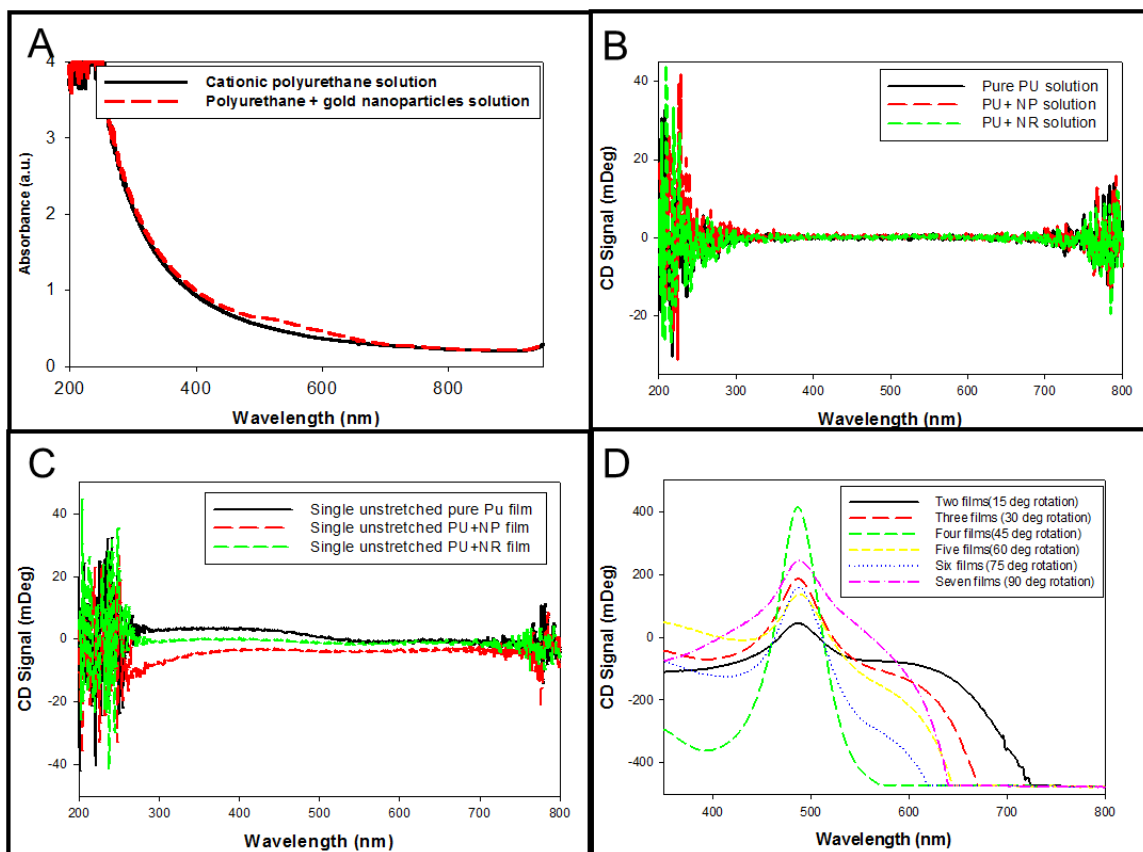 A
Absorbance (a.u.)
4
3
2
1
0
Cationic polyurethane solution
Polyurethane + gold nanoparticles solution
200 400 600 800
Wavelength (nm)
B
CD Signal (mDeg)
40
20
0
-20
Pure PU solution
PU+ NP solution
PU+ NR solution
200 300 400 500 600 700 800
Wavelength (nm)
C
CD Signal (mDeg)
40
20
0
-20
-40
Single unstretched pure Pu film
Single unstretched PU+NP film
Single unstretched PU+NR film
200 300 400 500 600 700 800
Wavelength (nm)
D
CD Signal (mDeg)
400
200
0
-200
-400
Two films(15 deg rotation)
Three films (30 deg rotation)
Four films(45 deg rotation)
Five films(60 deg rotation)
Six films(75 deg rotation)
Seven films (90 deg rotation)
400 500 600 700 800
Wavelength (nm)